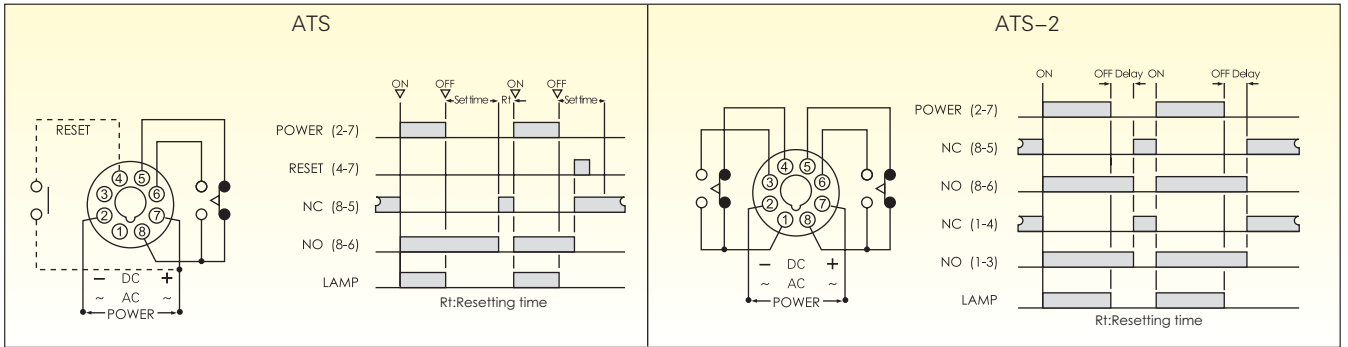 ATS
ON OFF ON OFF
Set time Rt Set time
RESET
POWER (2-7)
RESET (4-7)
NC (8-5)
NO (8-6)
LAMP
4 5
3 6
2 7
1 8
− DC +
~ AC ~
POWER
Rt:Resetting time
ATS–2
ON OFF Delay ON OFF Delay
POWER (2-7)
NC (8-5)
NO (8-6)
NC (1-4)
NO (1-3)
LAMP
4 5
3 6
2 7
1 8
− DC +
~ AC ~
POWER
Rt:Resetting time